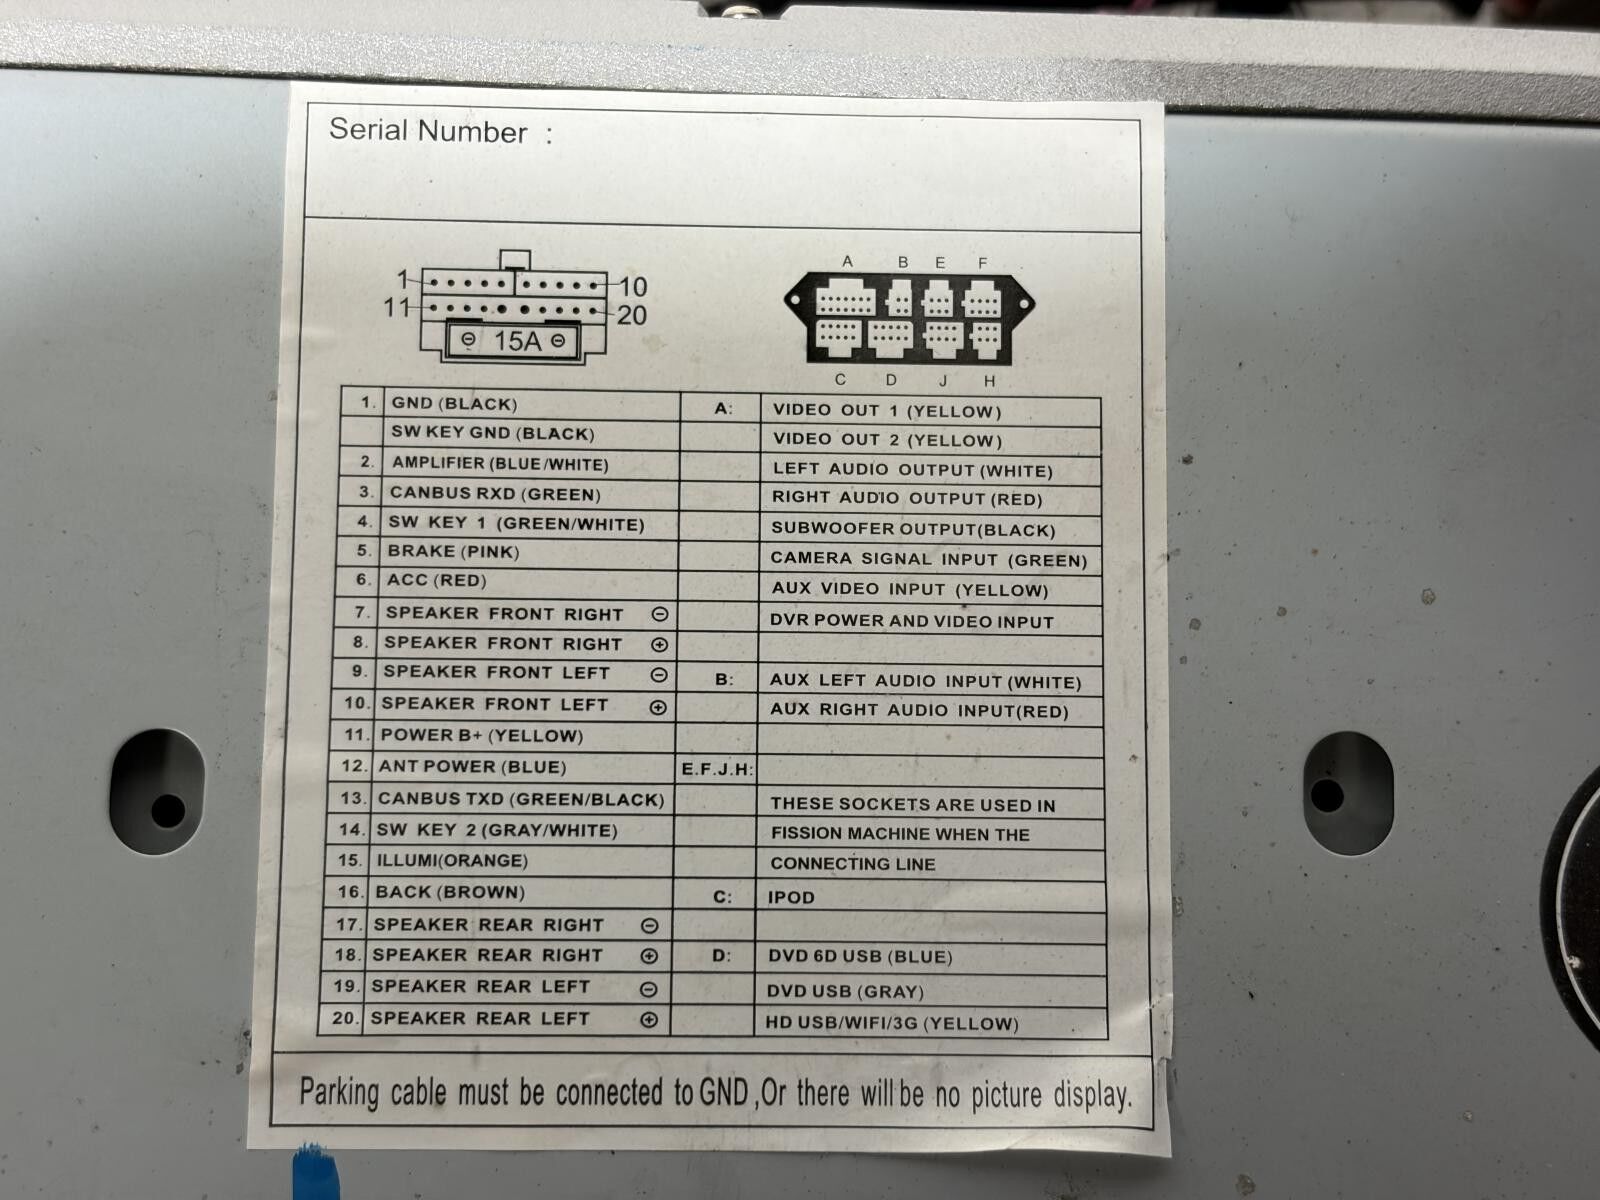 Serial Number :
1 10
11 20
⊖ 15A ⊖
A B E F
C D J H
1. GND (BLACK) A: VIDEO OUT 1 (YELLOW)
SW KEY GND (BLACK) VIDEO OUT 2 (YELLOW)
2. AMPLIFIER (BLUE/WHITE) LEFT AUDIO OUTPUT (WHITE)
3. CANBUS RXD (GREEN) RIGHT AUDIO OUTPUT (RED)
4. SW KEY 1 (GREEN/WHITE) SUBWOOFER OUTPUT(BLACK)
5. BRAKE (PINK) CAMERA SIGNAL INPUT (GREEN)
6. ACC (RED) AUX VIDEO INPUT (YELLOW)
7. SPEAKER FRONT RIGHT ⊖ DVR POWER AND VIDEO INPUT
8. SPEAKER FRONT RIGHT ⊕
9. SPEAKER FRONT LEFT ⊖ B: AUX LEFT AUDIO INPUT (WHITE)
10. SPEAKER FRONT LEFT ⊕ AUX RIGHT AUDIO INPUT(RED)
11. POWER B+ (YELLOW)
12. ANT POWER (BLUE) E.F.J.H:
13. CANBUS TXD (GREEN/BLACK) THESE SOCKETS ARE USED IN
14. SW KEY 2 (GRAY/WHITE) FISSION MACHINE WHEN THE
15. ILLUMI(ORANGE) CONNECTING LINE
16. BACK (BROWN) C: IPOD
17. SPEAKER REAR RIGHT ⊖
18. SPEAKER REAR RIGHT ⊕ D: DVD 6D USB (BLUE)
19. SPEAKER REAR LEFT ⊖ DVD USB (GRAY)
20. SPEAKER REAR LEFT ⊕ HD USB/WIFI/3G (YELLOW)
Parking cable must be connected to GND ,Or there will be no picture display.